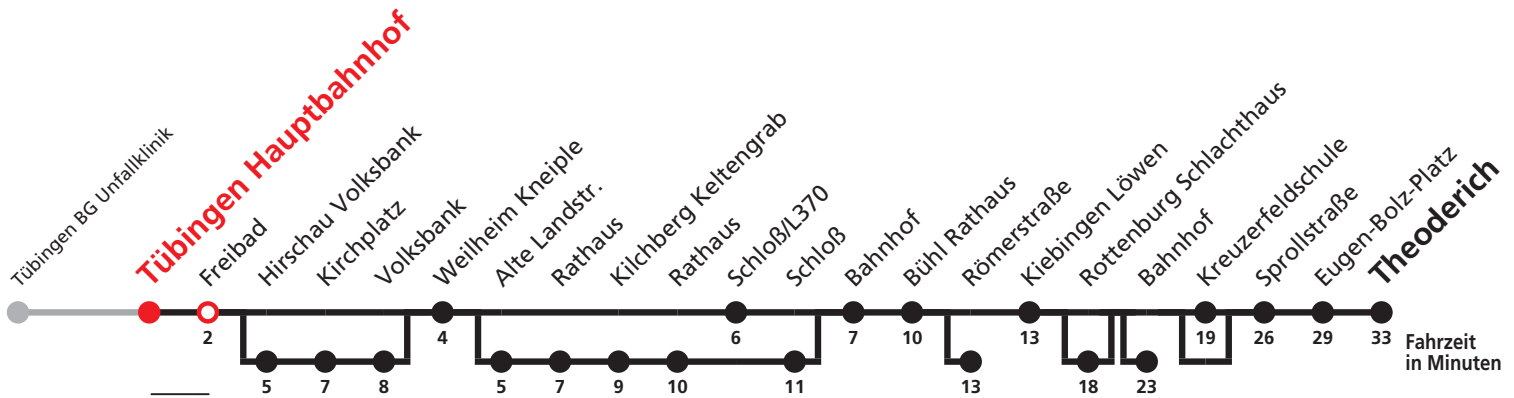 Tübingen BG Unfallklinik
Tübingen Hauptbahnhof
Freibad
Hirschau Volksbank
Kirchplatz
Volksbank
Weilheim Kneiple
Alte Landstr.
Rathaus
Kilchberg Keltengrab
Rathaus
Schloß/L370
Schloß
Bahnhof
Bühl Rathaus
Römerstraße
Kiebingen Löwen
Rottenburg Schlachthaus
Bahnhof
Kreuzerfeldschule
Sprollstraße
Eugen-Bolz-Platz
Theoderich
2 4 6 7 10 13 19 26 29 33
Fahrzeit
in Minuten
5 7 8 5 7 9 10 11 13 18 23